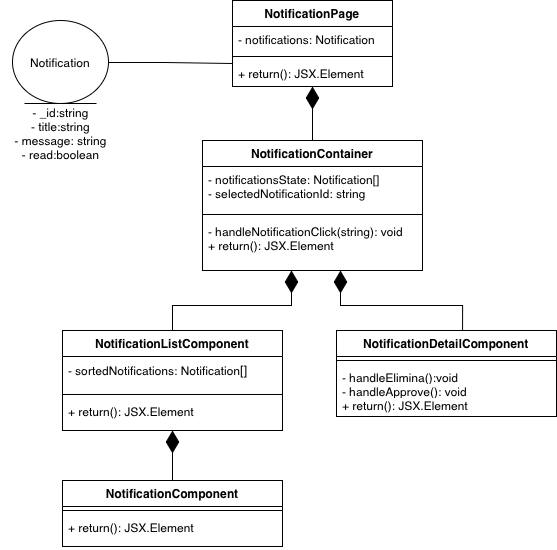 NotificationPage
- notifications: Notification
+ return(): JSX.Element
Notification
- _id:string
- title:string
- message: string
- read:boolean
NotificationContainer
- notificationsState: Notification[]
- selectedNotificationId: string
- handleNotificationClick(string): void
+ return(): JSX.Element
NotificationListComponent
- sortedNotifications: Notification[]
+ return(): JSX.Element
NotificationDetailComponent
- handleElimina():void
- handleApprove(): void
+ return(): JSX.Element
NotificationComponent
+ return(): JSX.Element